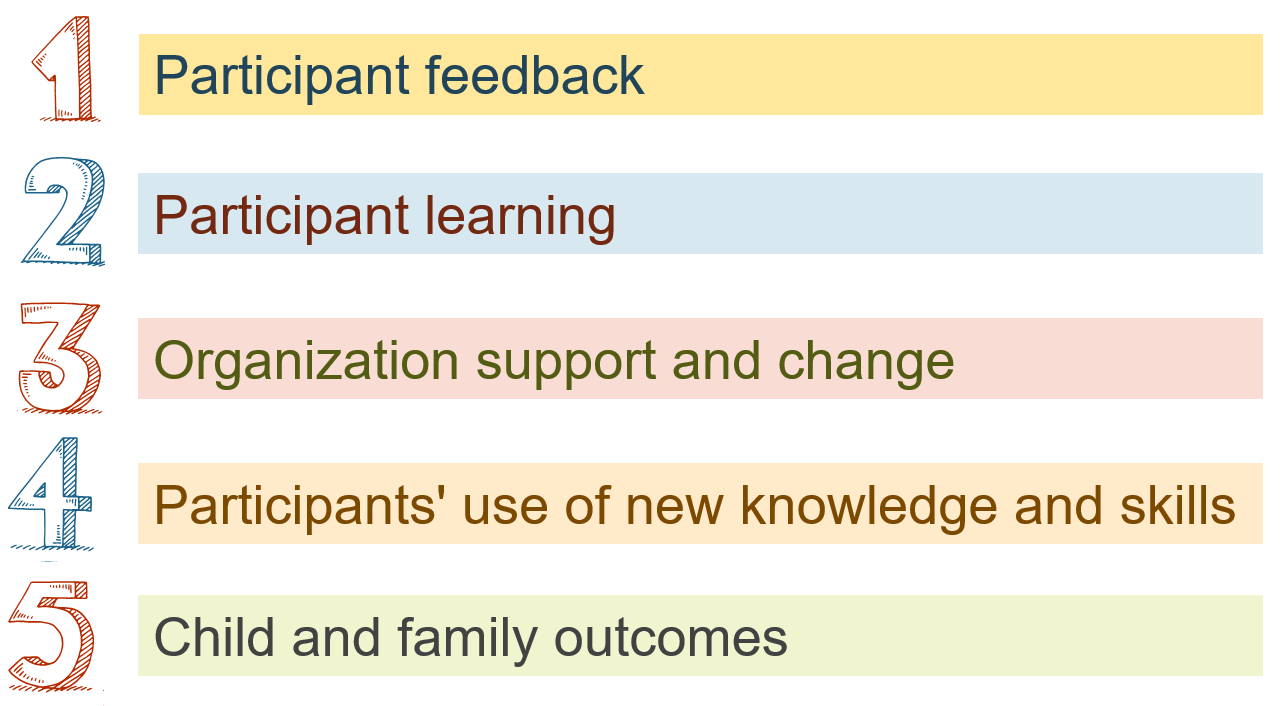 1 Participant feedback
2 Participant learning
3 Organization support and change
4 Participants' use of new knowledge and skills
5 Child and family outcomes